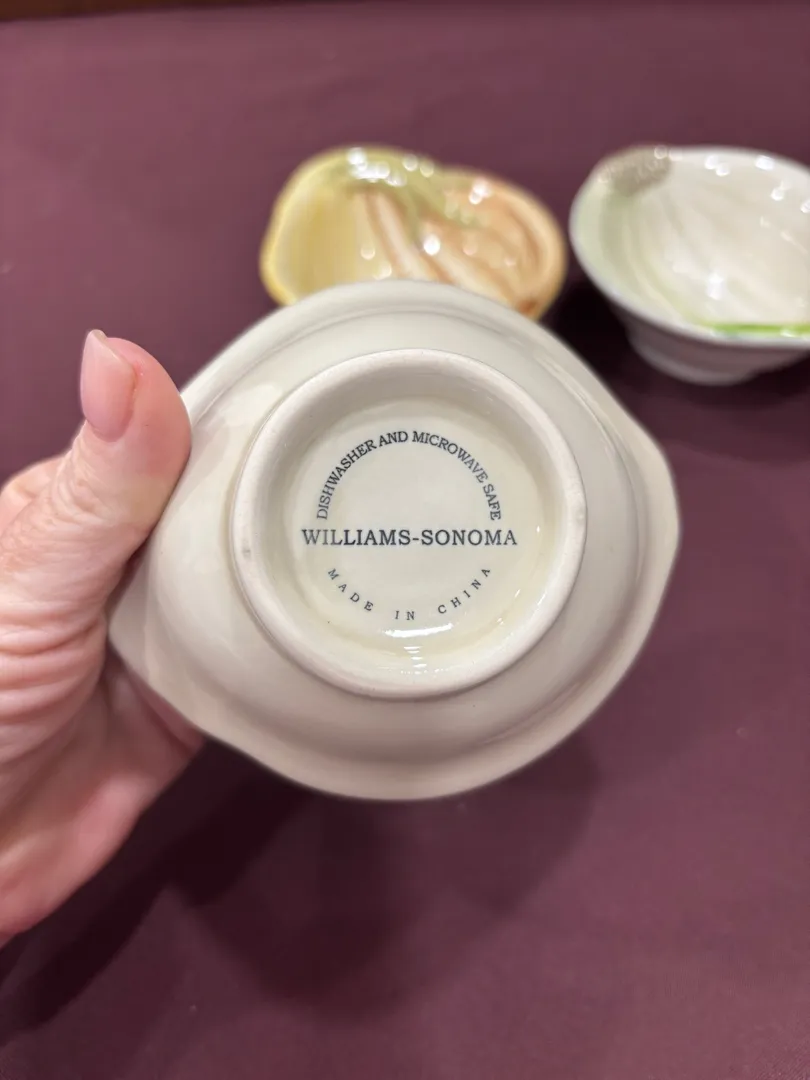 DISHWASHER AND MICROWAVE SAFE
WILLIAMS-SONOMA
MADE IN CHINA